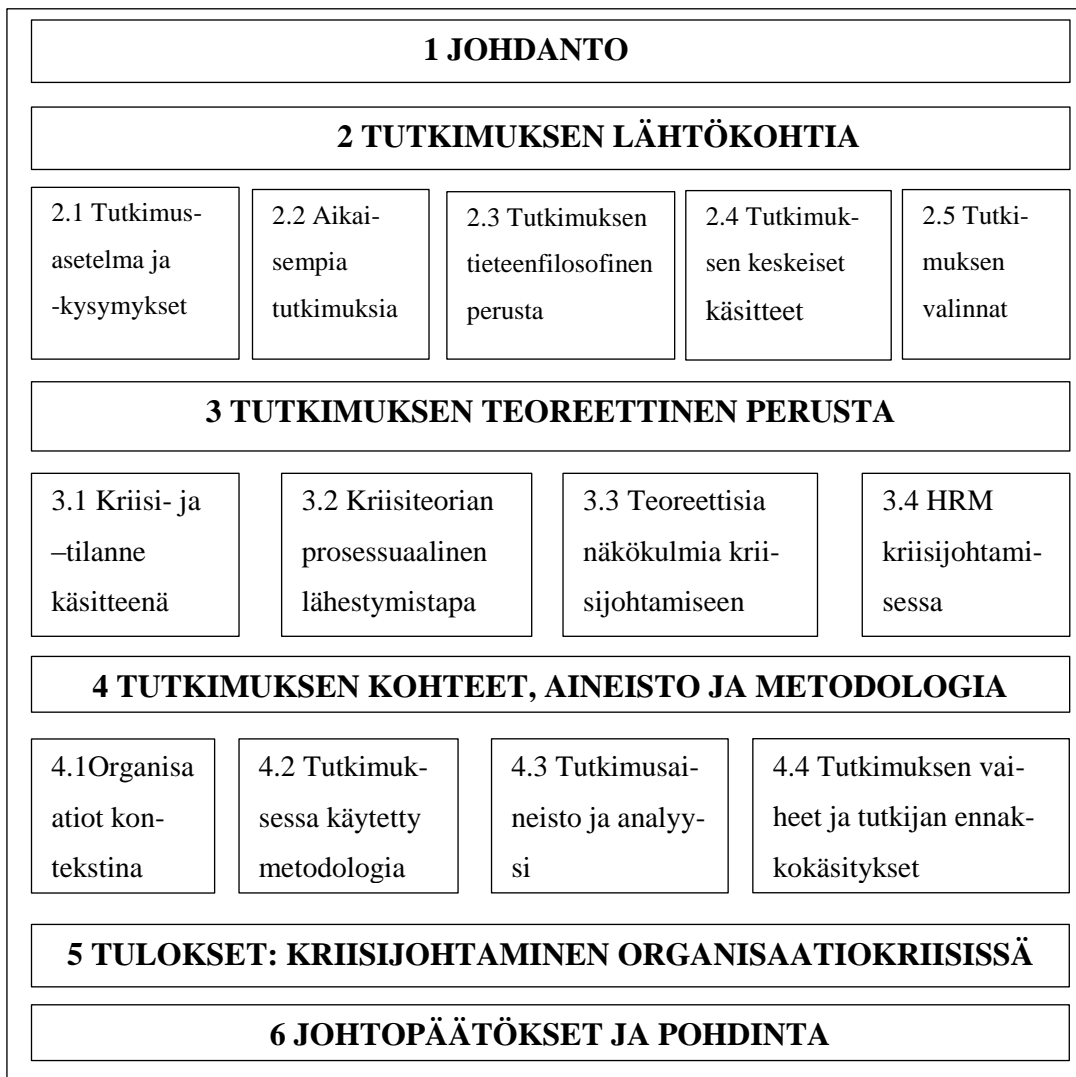 1 JOHDANTO
2 TUTKIMUKSEN LÄHTÖKOHTIA
2.1 Tutkimus-
asetelma ja
-kysymykset
2.2 Aikai-
sempia
tutkimuksia
2.3 Tutkimuksen
tieteenfilosofinen
perusta
2.4 Tutkimuk-
sen keskeiset
käsitteet
2.5 Tutki-
muksen
valinnat
3 TUTKIMUKSEN TEOREETTINEN PERUSTA
3.1 Kriisi- ja
–tilanne
käsitteenä
3.2 Kriisiteorian
prosessuaalinen
lähestymistapa
3.3 Teoreettisia
näkökulmia krii-
sijohtamiseen
3.4 HRM
kriisijohtami-
sessa
4 TUTKIMUKSEN KOHTEET, AINEISTO JA METODOLOGIA
4.1Organisa
atiot kon-
tekstina
4.2 Tutkimuk-
sessa käytetty
metodologia
4.3 Tutkimusai-
neisto ja analyy-
si
4.4 Tutkimuksen vai-
heet ja tutkijan ennak-
kokäsitykset
5 TULOKSET: KRIISIJOHTAMINEN ORGANISAATIOKRIISISSÄ
6 JOHTOPÄÄTÖKSET JA POHDINTA